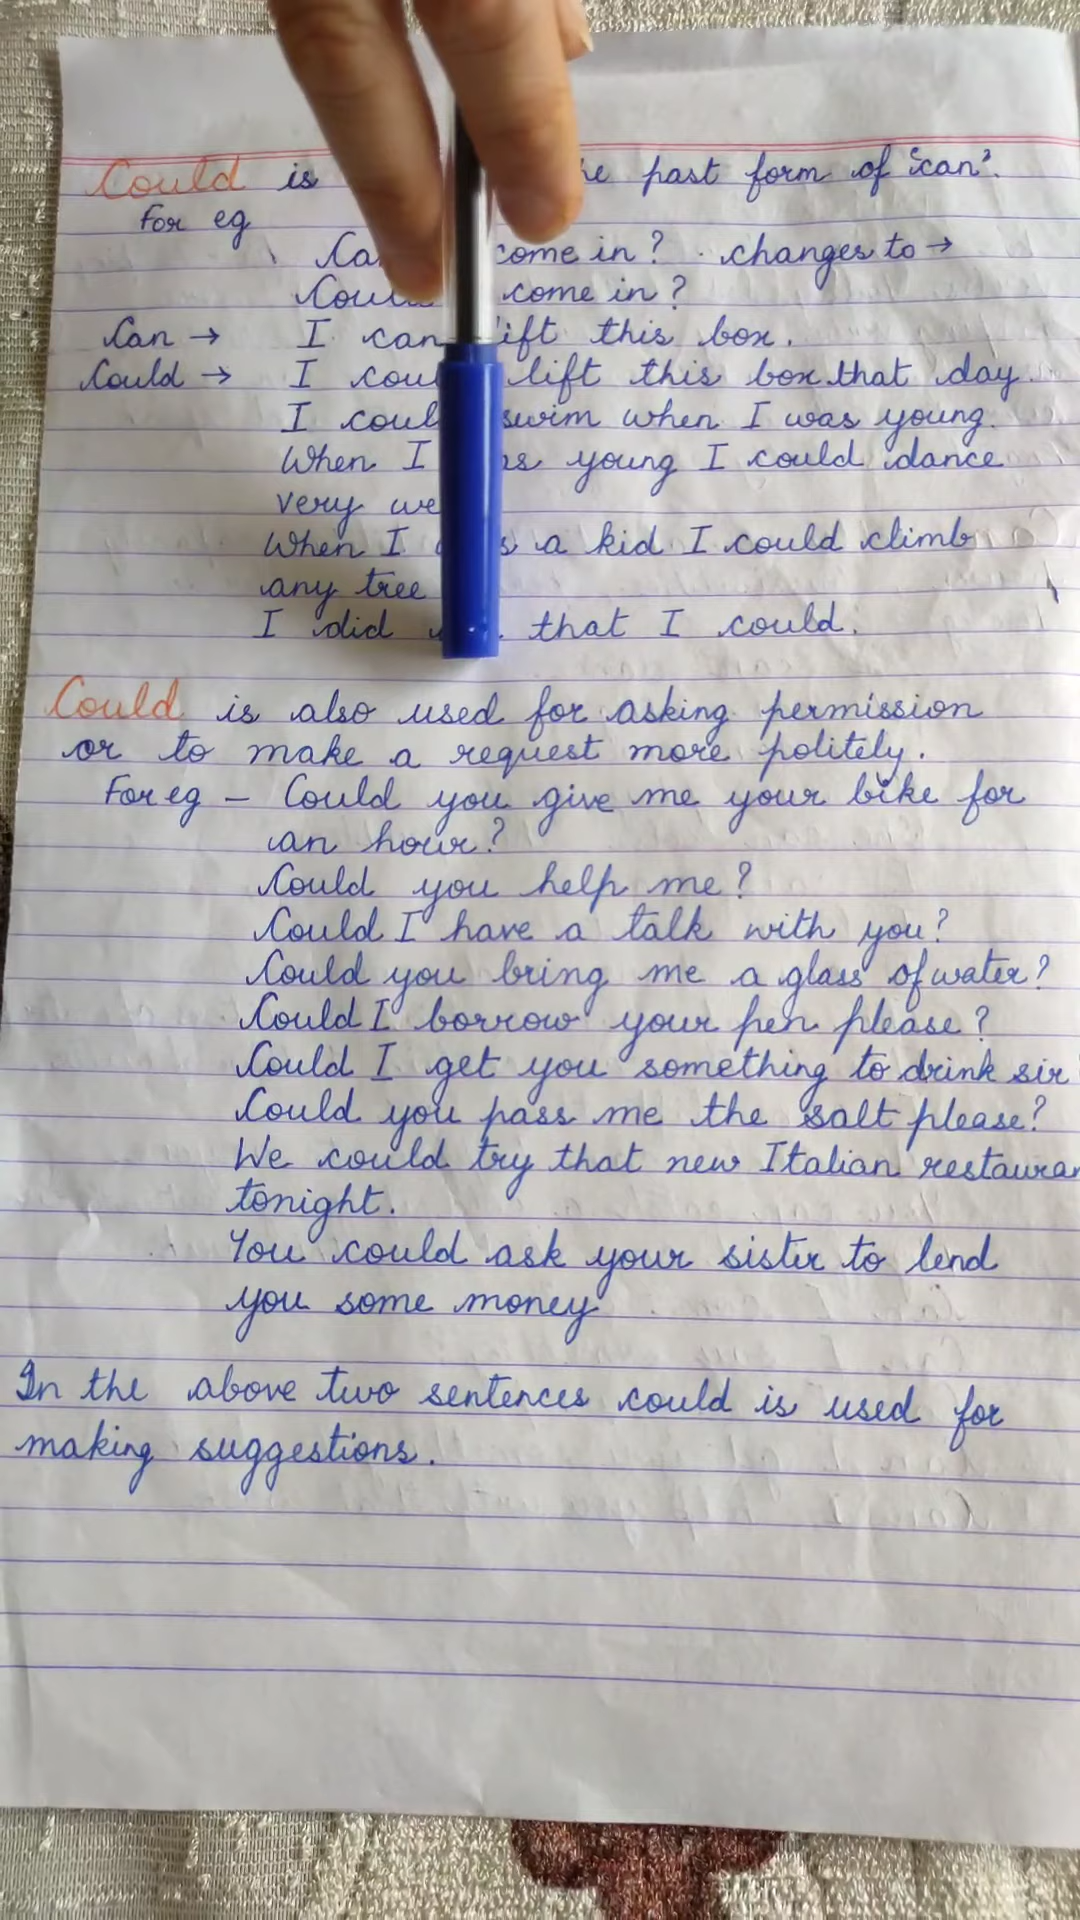 Could is past form of 'can'.
For eg
come in? changes to →
come in?
Can → I can this box.
Could → I lift this box that day.
I swim when I was young.
When I young I could dance
very
When I a kid I could climb
any tree
I did that I could.
Could is also used for asking permission
or to make a request more politely.
For eg – Could you give me your bike for
an hour?
Could you help me?
Could I have a talk with you?
Could you bring me a glass of water?
Could I borrow your pen please?
Could I get you something to drink sir
Could you pass me the salt please?
We could try that new Italian
tonight.
You could ask your sister to lend
you some money
In the above two sentences could is used for
making suggestions.